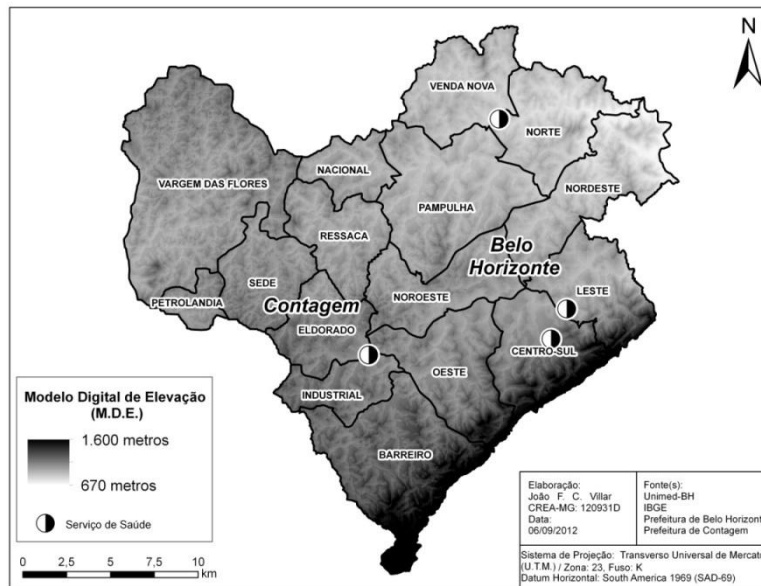 N
VENDA NOVA
NORTE
NACIONAL
VARGEM DAS FLORES
NORDESTE
PAMPULHA
RESSACA
Belo
Horizonte
SEDE
LESTE
NOROESTE
PETROLANDIA
Contagem
ELDORADO
CENTRO-SUL
OESTE
INDUSTRIAL
BARREIRO
Modelo Digital de Elevação
(M.D.E.)
1.600 metros
670 metros
Serviço de Saúde
0 2,5 5 7,5 10
km
Elaboração:
João F. C. Villar
CREA-MG: 120931D
Data:
06/09/2012
Fonte(s):
Unimed-BH
IBGE
Prefeitura de Belo Horizont
Prefeitura de Contagem
Sistema de Projeção: Transverso Universal de Mercato
(U.T.M.) / Zona: 23, Fuso: K
Datum Horizontal: South America 1969 (SAD-69)